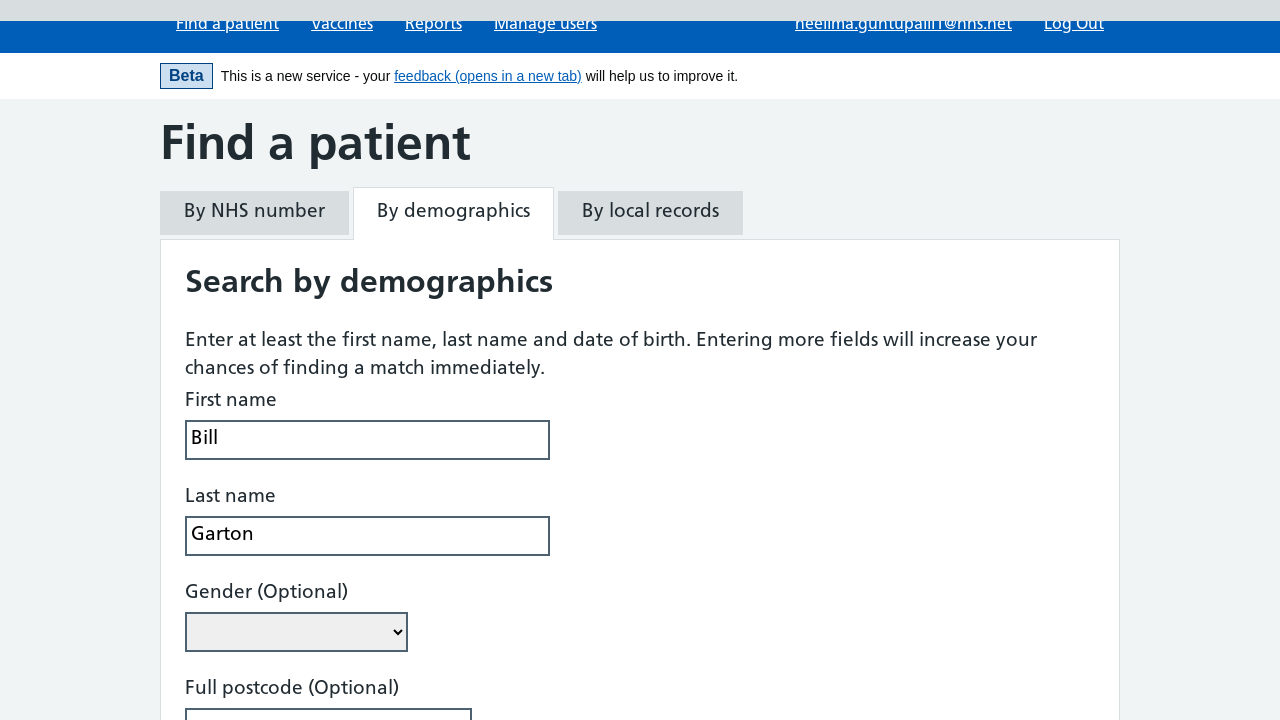 Find a patient Vaccines Reports Manage users neelima.guntupalli1@nhs.net Log Out
Beta This is a new service - your feedback (opens in a new tab) will help us to improve it.
Find a patient
By NHS number By demographics By local records
Search by demographics
Enter at least the first name, last name and date of birth. Entering more fields will increase your
chances of finding a match immediately.
First name
Bill
Last name
Garton
Gender (Optional)
Full postcode (Optional)